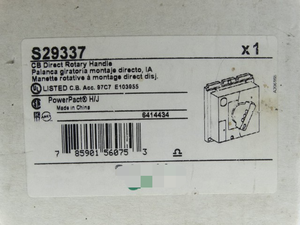 S29337 x1
CB Direct Rotary Handle
Palanca giratoria montaje directo, IA
Manette rotative à montage direct disj.
LISTED C.B. Acc. 97C7 E103955
PowerPact® H/J
Made in China
6414434
7 85901 56075 3